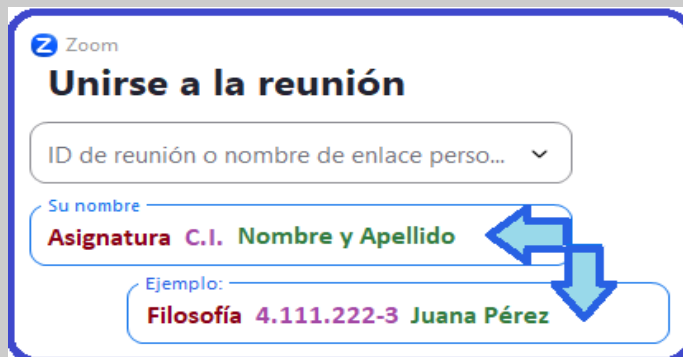 Zoom
Unirse a la reunión
ID de reunión o nombre de enlace perso...
Su nombre
Asignatura C.I. Nombre y Apellido
Ejemplo:
Filosofía 4.111.222-3 Juana Pérez